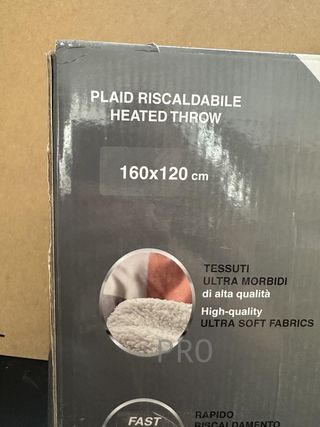 PLAID RISCALDABILE
HEATED THROW
160x120 cm
TESSUTI
ULTRA MORBIDI
di alta qualità
High-quality
ULTRA SOFT FABRICS
PRO
FAST
RAPIDO
RISCALDAMENTO